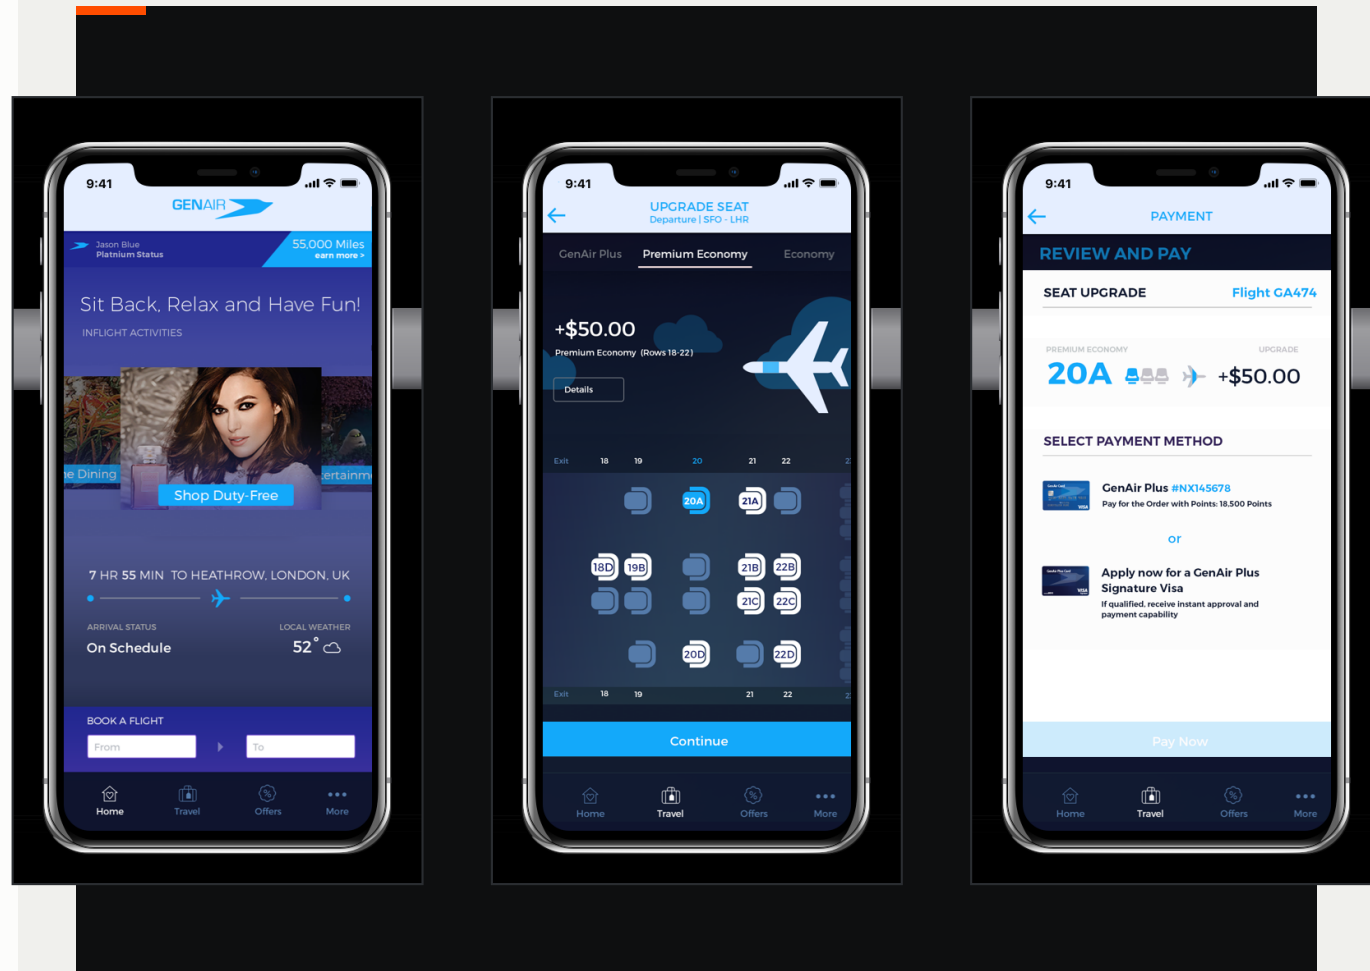 9:41
GENAIR
Jason Blue
Platnium Status
55,000 Miles
earn more >
Sit Back, Relax and Have Fun!
INFLIGHT ACTIVITIES
ne Dining
Shop Duty-Free
ertainm
7 HR 55 MIN TO HEATHROW, LONDON, UK
ARRIVAL STATUS
On Schedule
LOCAL WEATHER
52°
BOOK A FLIGHT
From
To
Home
Travel
Offers
More
9:41
UPGRADE SEAT
Departure | SFO - LHR
GenAir Plus
Premium Economy
Economy
+$50.00
Premium Economy (Rows 18-22)
Details
Exit 18 19 20 21 22
20A 21A
18D 19B 21B 22B
21C 22C
20D 22D
Exit 18 19 21 22
Continue
Home
Travel
Offers
More
9:41
PAYMENT
REVIEW AND PAY
SEAT UPGRADE
Flight GA474
PREMIUM ECONOMY
UPGRADE
20A
+$50.00
SELECT PAYMENT METHOD
GenAir Plus #NX145678
Pay for the Order with Points: 18,500 Points
VISA
or
Apply now for a GenAir Plus
Signature Visa
If qualified, receive instant approval and
payment capability
VISA
Pay Now
Home
Travel
Offers
More